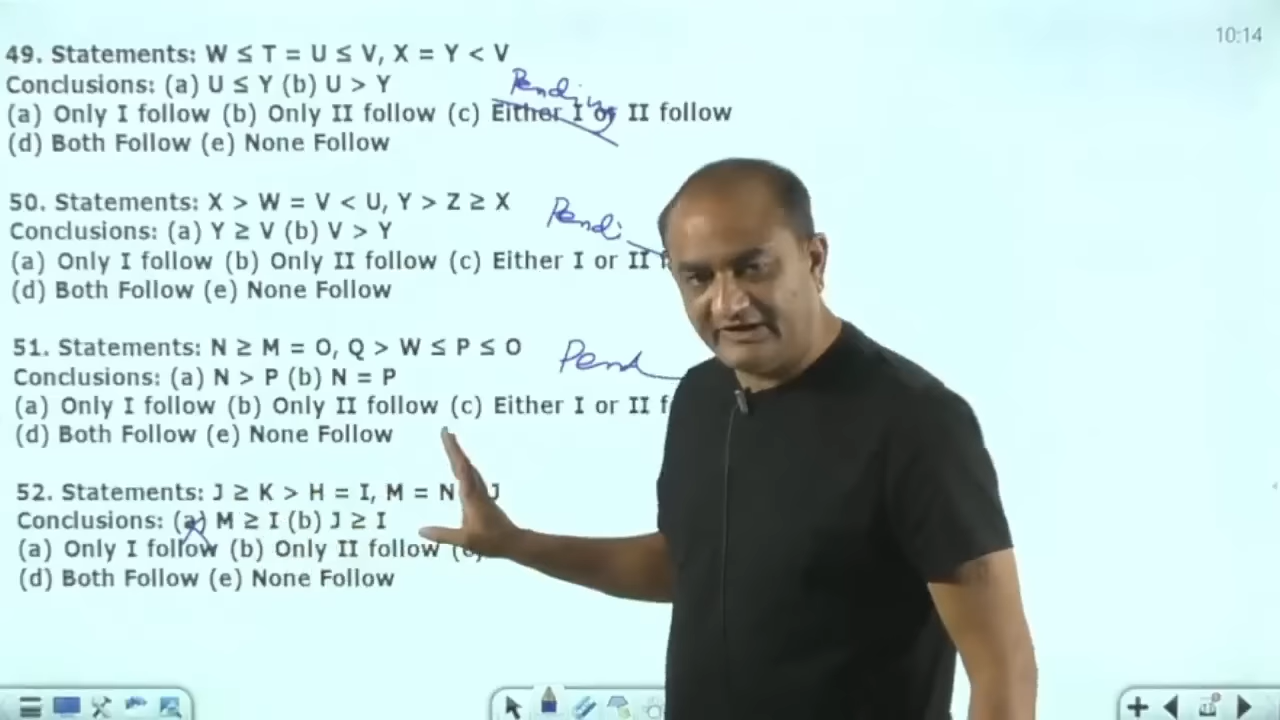 10:14
49. Statements: W ≤ T = U ≤ V, X = Y < V
Conclusions: (a) U ≤ Y (b) U > Y
Pending
(a) Only I follow (b) Only II follow (c) Either I or II follow
(d) Both Follow (e) None Follow
50. Statements: X > W = V < U, Y > Z ≥ X
Pendi
Conclusions: (a) Y ≥ V (b) V > Y
(a) Only I follow (b) Only II follow (c) Either I or II f
(d) Both Follow (e) None Follow
51. Statements: N ≥ M = O, Q > W ≤ P ≤ O
Pend
Conclusions: (a) N > P (b) N = P
(a) Only I follow (b) Only II follow (c) Either I or II f
(d) Both Follow (e) None Follow
52. Statements: J ≥ K > H = I, M = N J
Conclusions: (a) M ≥ I (b) J ≥ I
(a) Only I follow (b) Only II follow
(d) Both Follow (e) None Follow